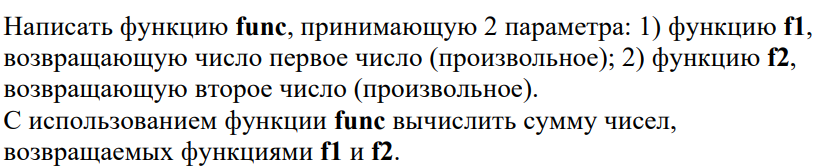 Написать функцию func, принимающую 2 параметра: 1) функцию f1,
возвращающую число первое число (произвольное); 2) функцию f2,
возвращающую второе число (произвольное).
С использованием функции func вычислить сумму чисел,
возвращаемых функциями f1 и f2.